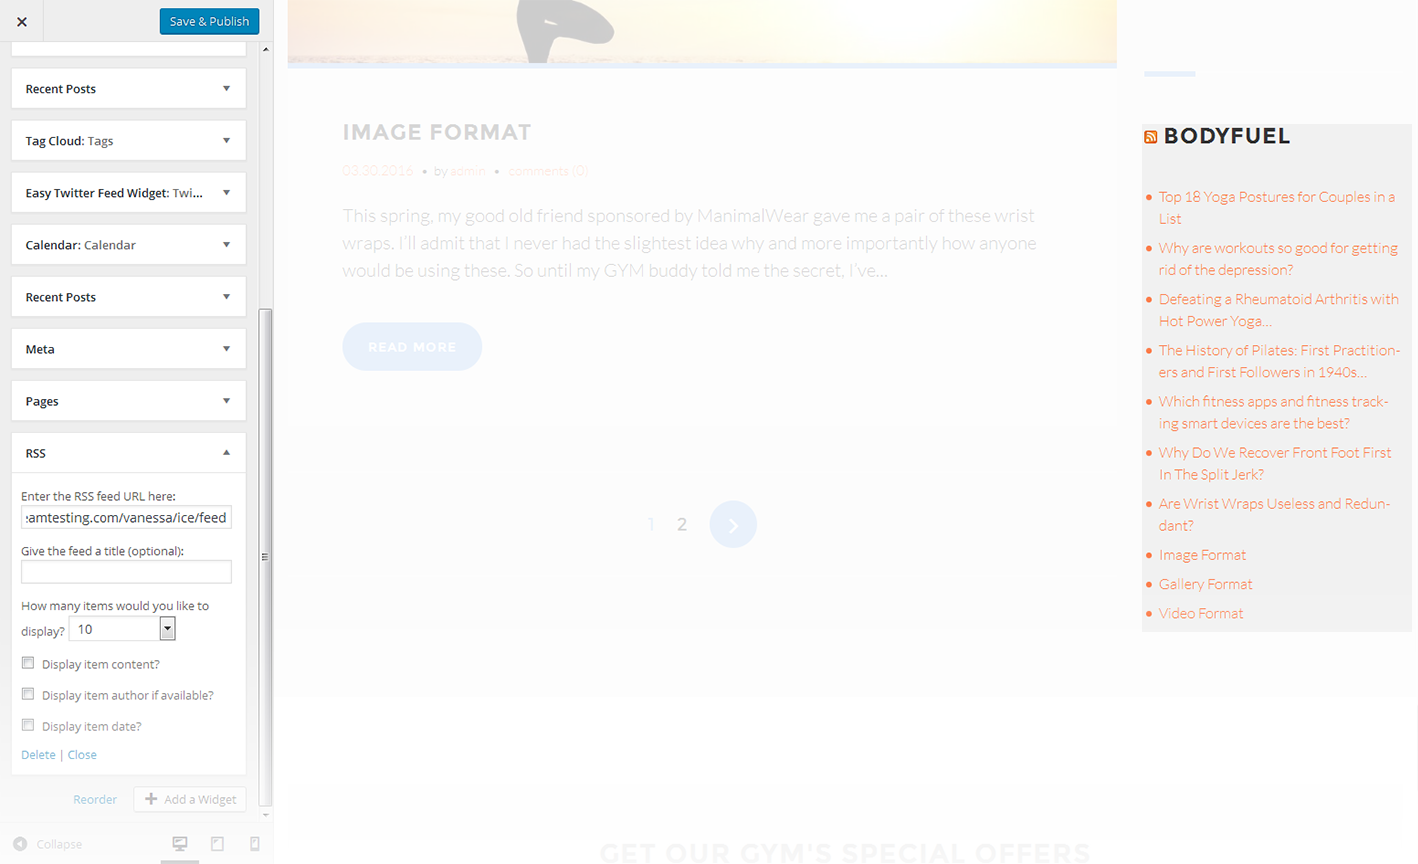 Save & Publish
Recent Posts
Tag Cloud: Tags
Easy Twitter Feed Widget: Twi...
Calendar: Calendar
Recent Posts
Meta
Pages
RSS
Enter the RSS feed URL here:
amtesting.com/vanessa/ice/feed
Give the feed a title (optional):
How many items would you like to
display? 10
Display item content?
Display item author if available?
Display item date?
Delete | Close
Reorder
Add a Widget
Collapse
IMAGE FORMAT
03.30.2016 • by admin • comments (0)
This spring, my good old friend sponsored by ManimalWear gave me a pair of these wrist
wraps. I'll admit that I never had the slightest idea why and more importantly how anyone
would be using these. So until my GYM buddy told me the secret, I've...
READ MORE
1 2
GET OUR GYM'S SPECIAL OFFERS
BODYFUEL
Top 18 Yoga Postures for Couples in a
List
Why are workouts so good for getting
rid of the depression?
Defeating a Rheumatoid Arthritis with
Hot Power Yoga...
The History of Pilates: First Practition-
ers and First Followers in 1940s...
Which fitness apps and fitness track-
ing smart devices are the best?
Why Do We Recover Front Foot First
In The Split Jerk?
Are Wrist Wraps Useless and Redun-
dant?
Image Format
Gallery Format
Video Format